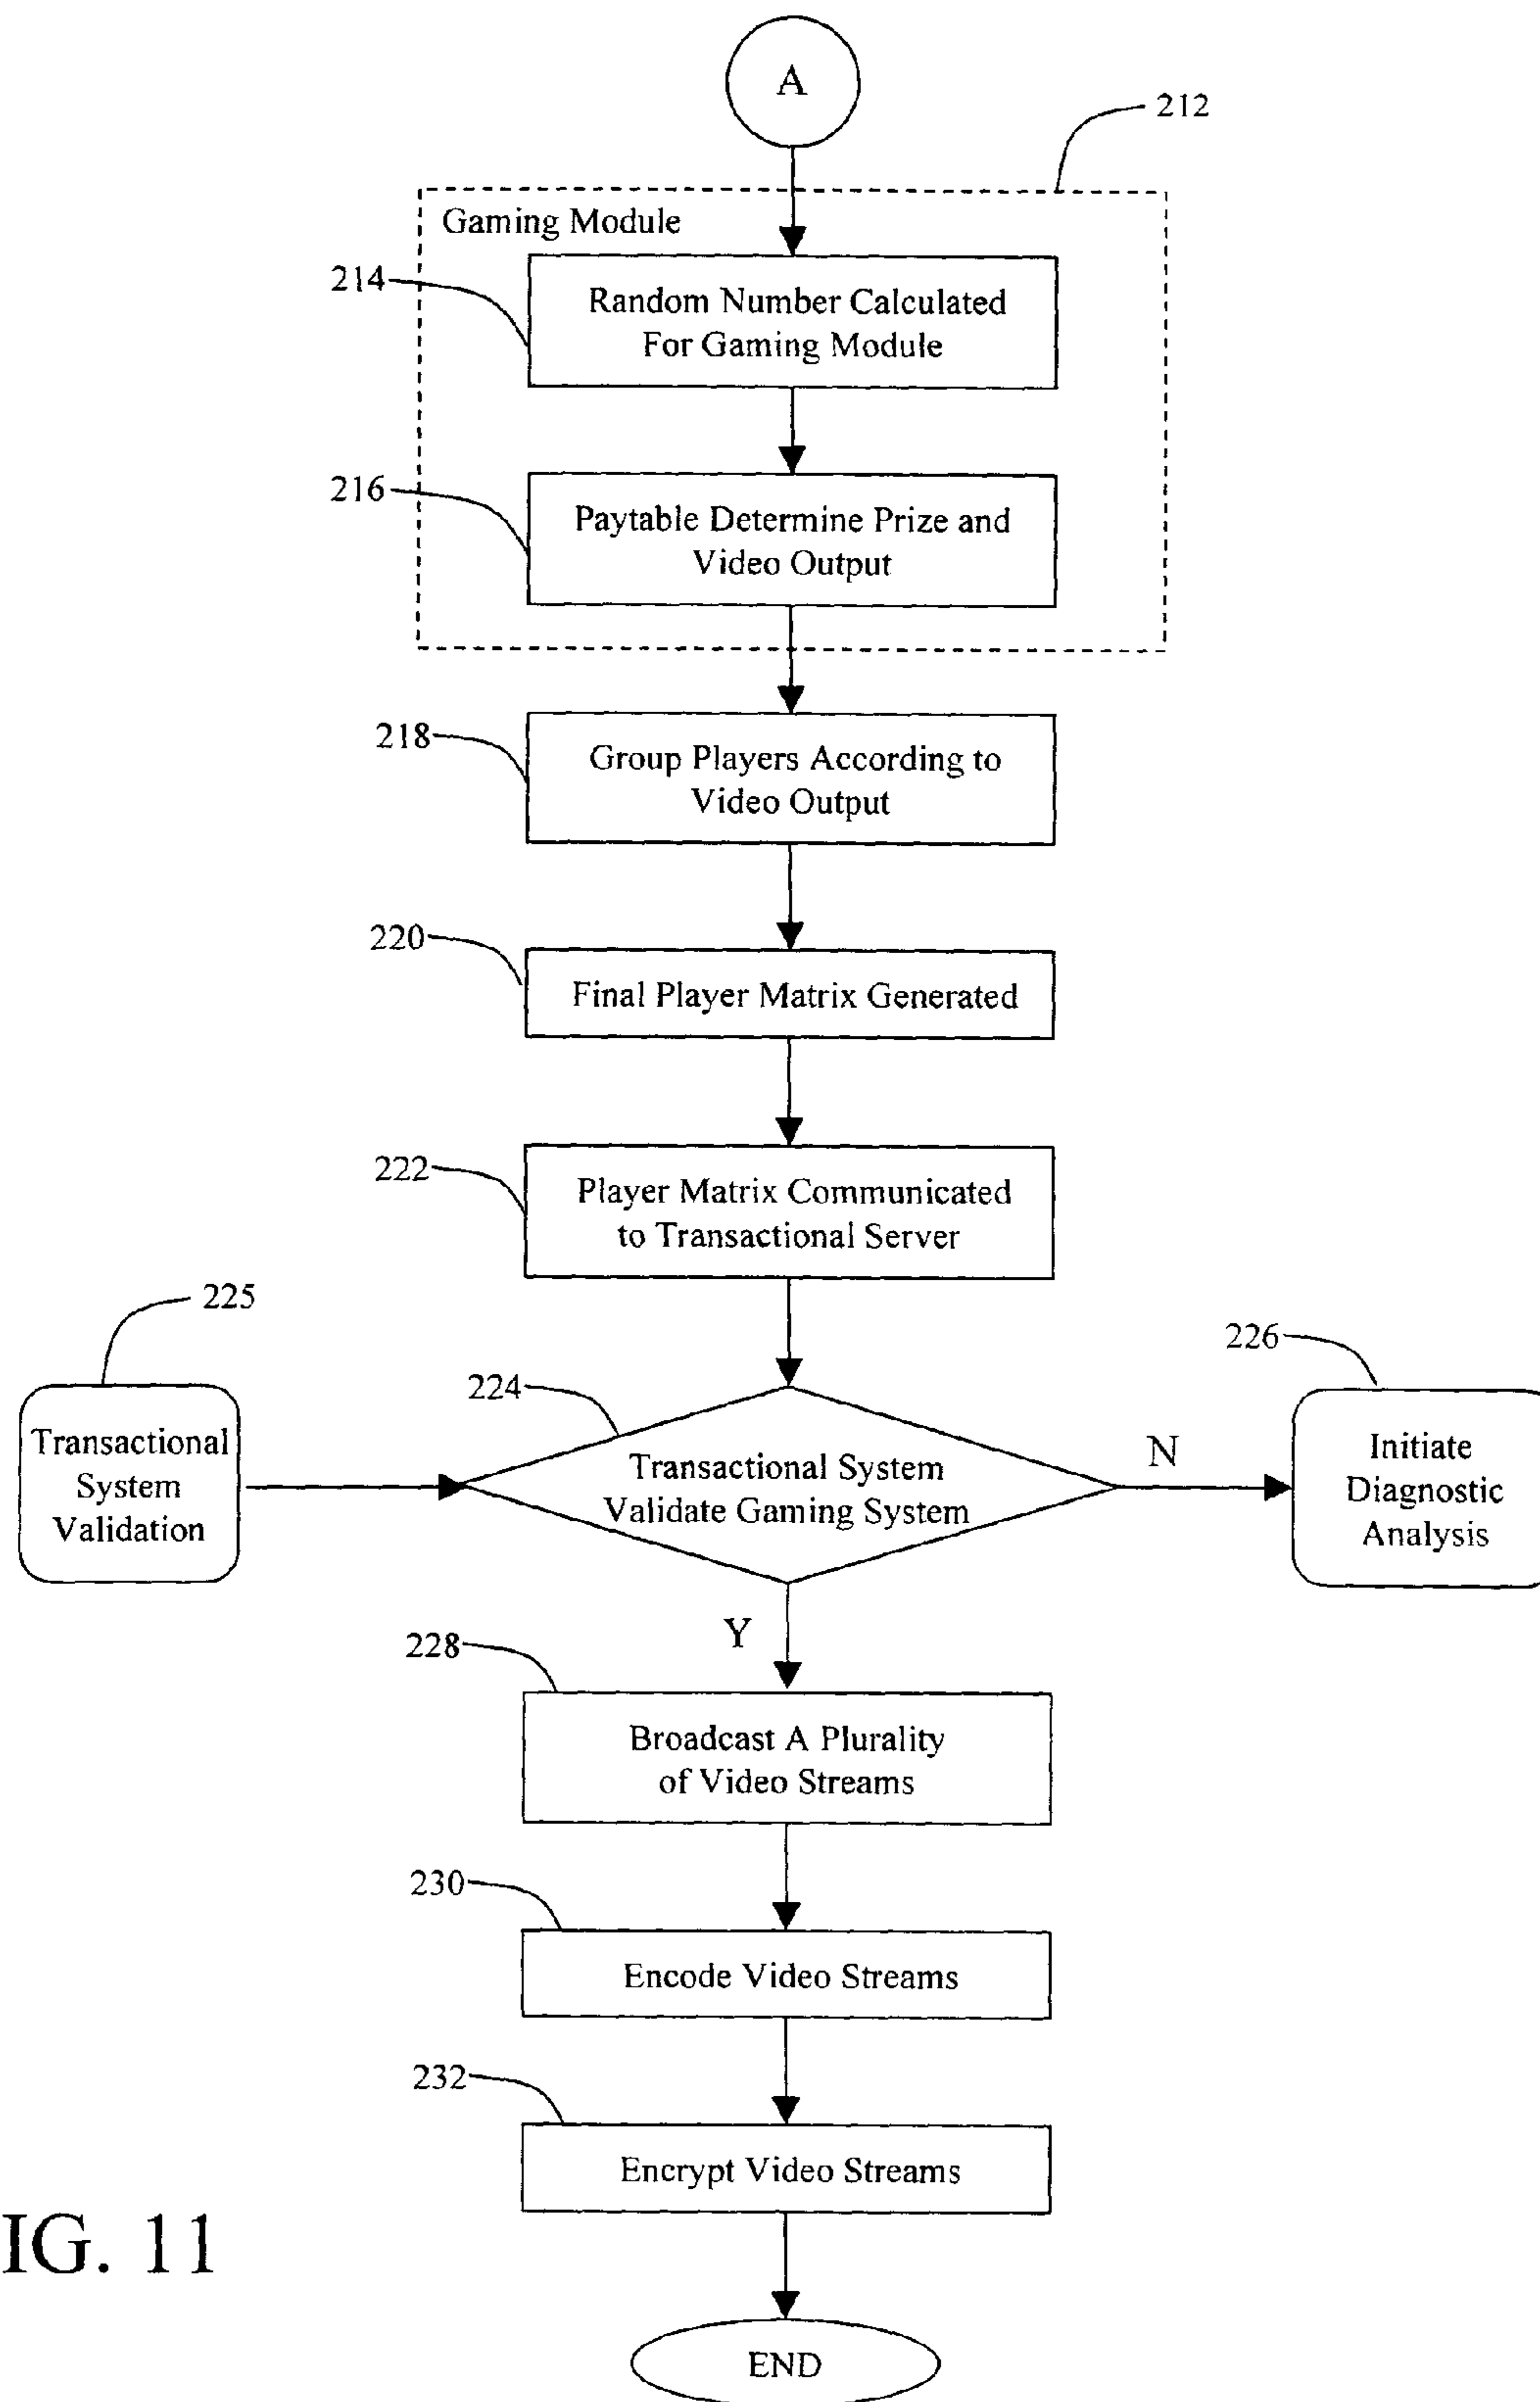 A
212
Gaming Module
214
Random Number Calculated
For Gaming Module
216
Paytable Determine Prize and
Video Output
218
Group Players According to
Video Output
220
Final Player Matrix Generated
222
Player Matrix Communicated
to Transactional Server
225
Transactional
System
Validation
224
Transactional System
Validate Gaming System
N
226
Initiate
Diagnostic
Analysis
Y
228
Broadcast A Plurality
of Video Streams
230
Encode Video Streams
232
Encrypt Video Streams
IG. 11
END